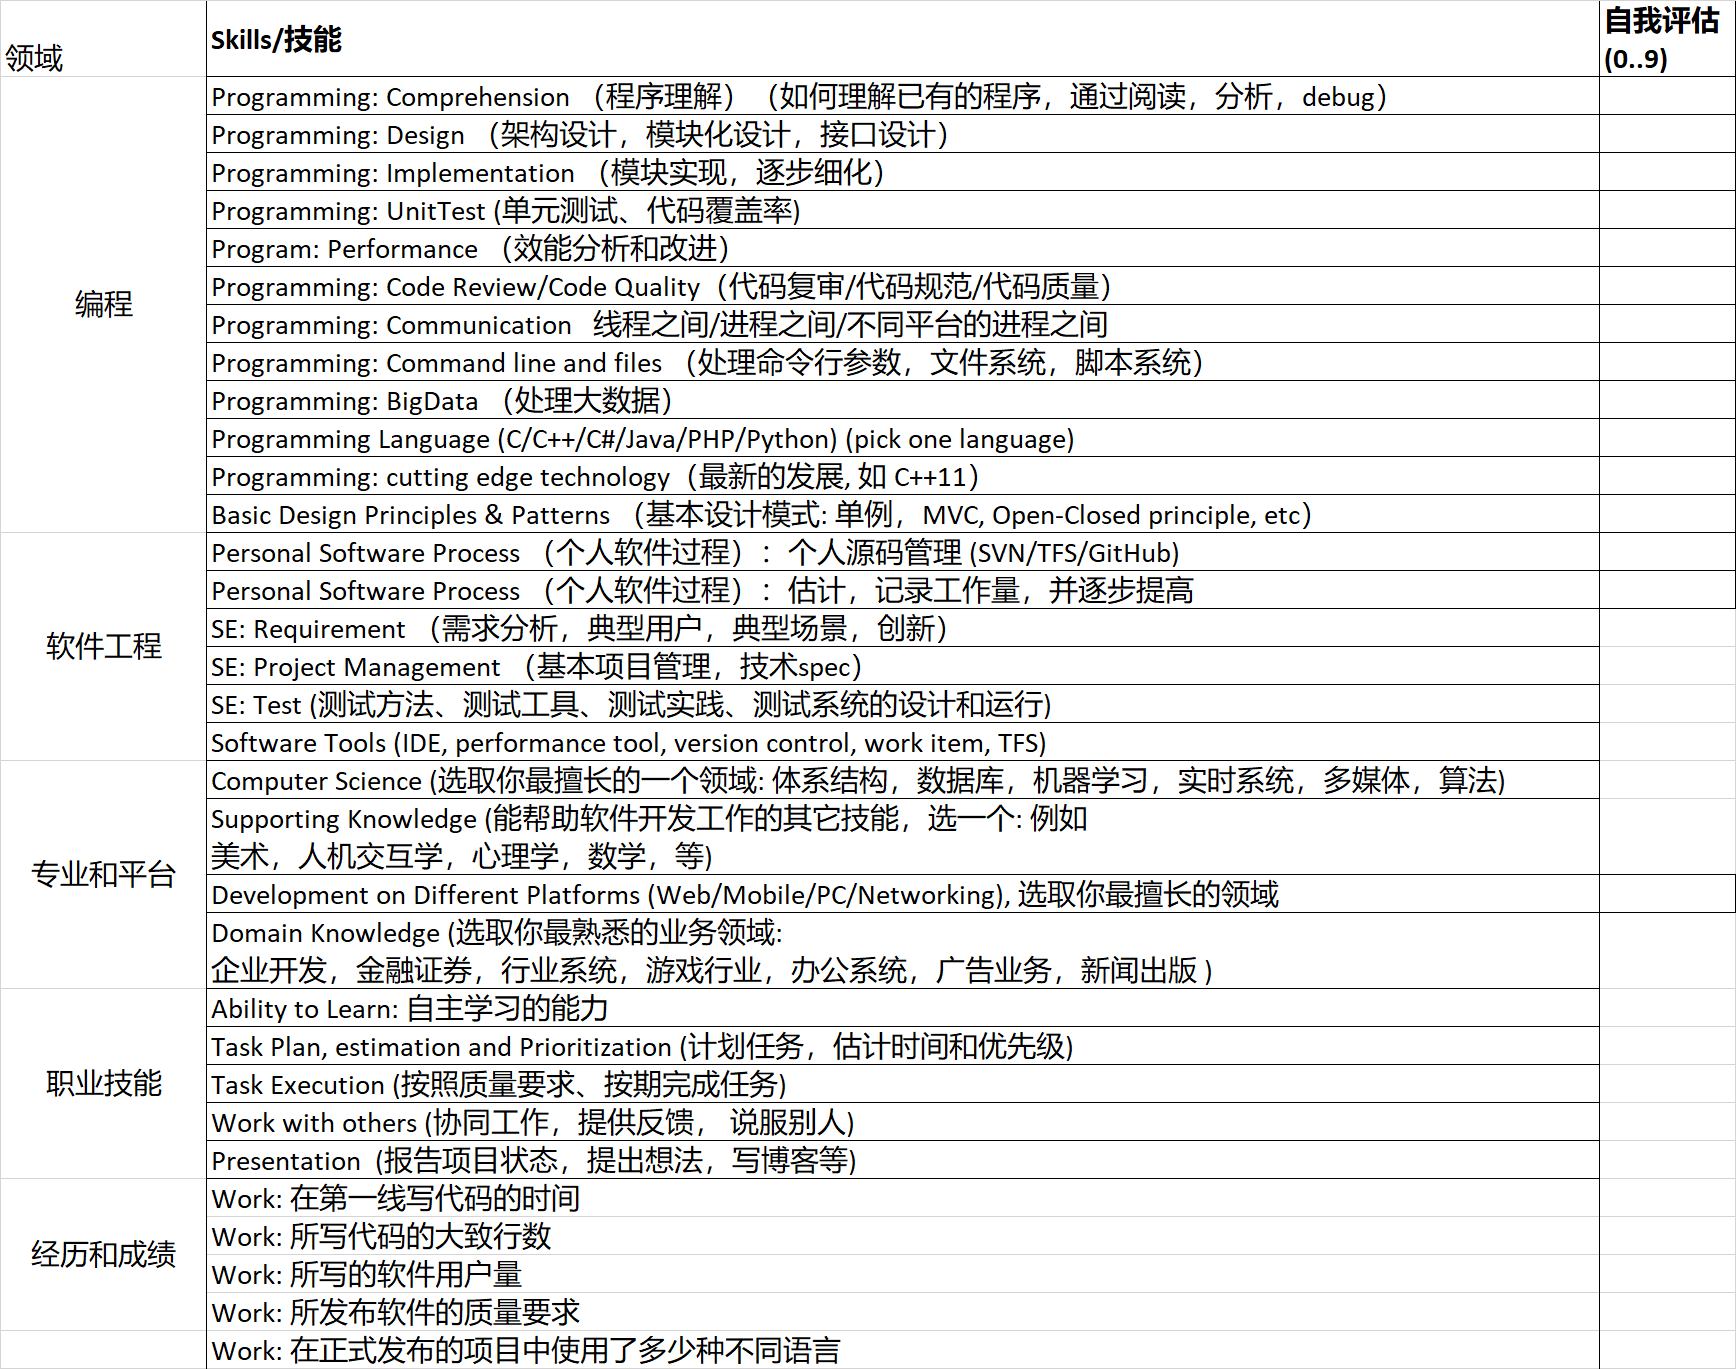 领域
Skills/技能
自我评估
(0..9)
编程
Programming: Comprehension （程序理解）（如何理解已有的程序，通过阅读，分析，debug）
Programming: Design （架构设计，模块化设计，接口设计）
Programming: Implementation （模块实现，逐步细化）
Programming: UnitTest (单元测试、代码覆盖率)
Program: Performance （效能分析和改进）
Programming: Code Review/Code Quality（代码复审/代码规范/代码质量）
Programming: Communication 线程之间/进程之间/不同平台的进程之间
Programming: Command line and files （处理命令行参数，文件系统，脚本系统）
Programming: BigData （处理大数据）
Programming Language (C/C++/C#/Java/PHP/Python) (pick one language)
Programming: cutting edge technology（最新的发展, 如 C++11）
Basic Design Principles & Patterns （基本设计模式: 单例，MVC, Open-Closed principle, etc）
软件工程
Personal Software Process （个人软件过程）：个人源码管理 (SVN/TFS/GitHub)
Personal Software Process （个人软件过程）：估计，记录工作量，并逐步提高
SE: Requirement （需求分析，典型用户，典型场景，创新）
SE: Project Management （基本项目管理，技术spec）
SE: Test (测试方法、测试工具、测试实践、测试系统的设计和运行)
Software Tools (IDE, performance tool, version control, work item, TFS)
专业和平台
Computer Science (选取你最擅长的一个领域: 体系结构，数据库，机器学习，实时系统，多媒体，算法)
Supporting Knowledge (能帮助软件开发工作的其它技能，选一个: 例如
美术，人机交互学，心理学，数学，等)
Development on Different Platforms (Web/Mobile/PC/Networking), 选取你最擅长的领域
Domain Knowledge (选取你最熟悉的业务领域:
企业开发，金融证券，行业系统，游戏行业，办公系统，广告业务，新闻出版 )
职业技能
Ability to Learn: 自主学习的能力
Task Plan, estimation and Prioritization (计划任务，估计时间和优先级)
Task Execution (按照质量要求、按期完成任务)
Work with others (协同工作，提供反馈， 说服别人)
Presentation (报告项目状态，提出想法，写博客等)
经历和成绩
Work: 在第一线写代码的时间
Work: 所写代码的大致行数
Work: 所写的软件用户量
Work: 所发布软件的质量要求
Work: 在正式发布的项目中使用了多少种不同语言